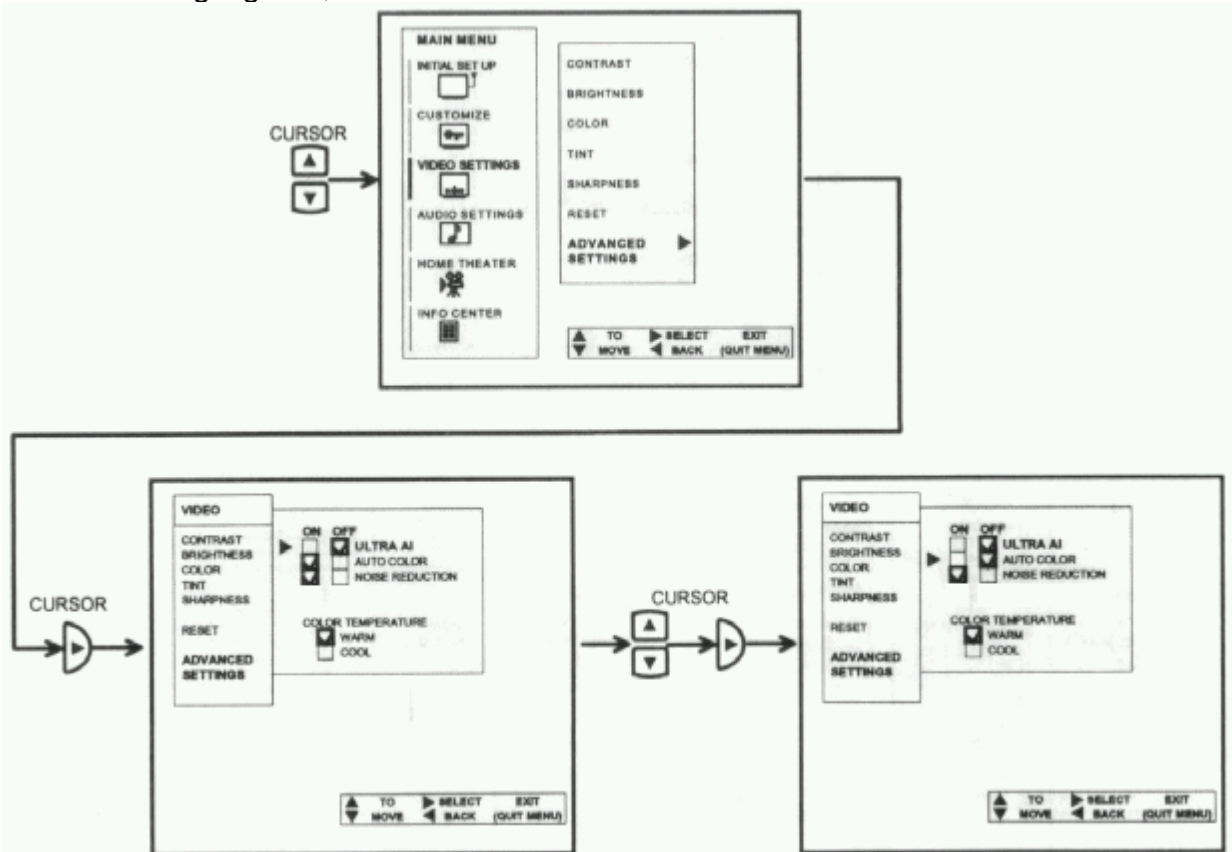 MAIN MENU
INITIAL SET UP
CUSTOMIZE
VIDEO SETTINGS
AUDIO SETTINGS
HOME THEATER
INFO CENTER
CONTRAST
BRIGHTNESS
COLOR
TINT
SHARPNESS
RESET
ADVANCED
SETTINGS
TO SELECT EXIT
MOVE BACK (QUIT MENU)
CURSOR
CURSOR
VIDEO
CONTRAST
BRIGHTNESS
COLOR
TINT
SHARPNESS
RESET
ADVANCED
SETTINGS
ON OFF
ULTRA AI
AUTO COLOR
NOISE REDUCTION
COLOR TEMPERATURE
WARM
COOL
TO SELECT EXIT
MOVE BACK (QUIT MENU)
CURSOR
VIDEO
CONTRAST
BRIGHTNESS
COLOR
TINT
SHARPNESS
RESET
ADVANCED
SETTINGS
ON OFF
ULTRA AI
AUTO COLOR
NOISE REDUCTION
COLOR TEMPERATURE
WARM
COOL
TO SELECT EXIT
MOVE BACK (QUIT MENU)